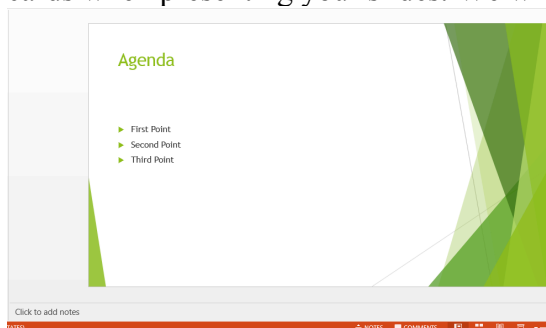 Agenda
First Point
Second Point
Third Point
Click to add notes
NOTES COMMENTS